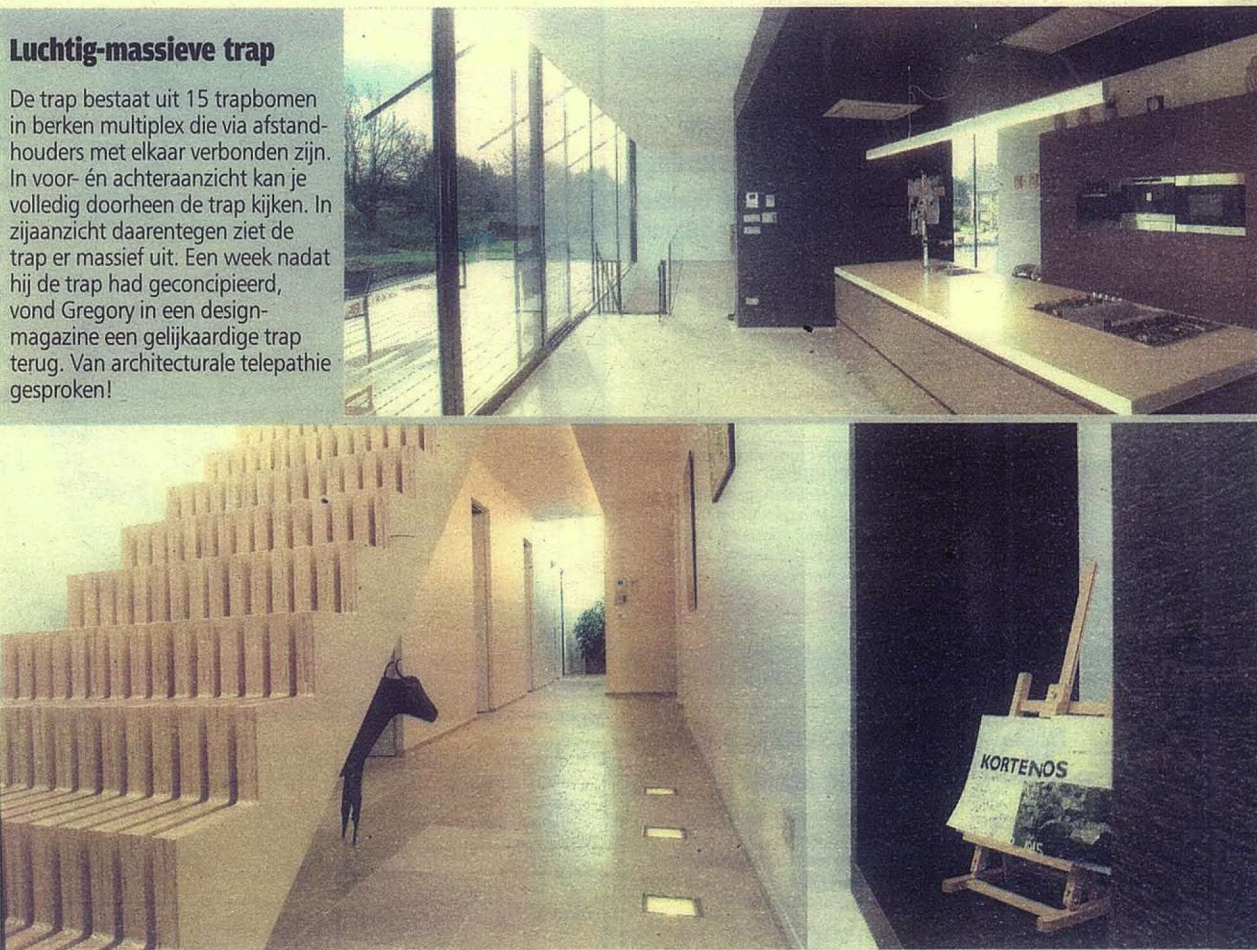 Luchtig-massieve trap
De trap bestaat uit 15 trapbomen
in berken multiplex die via afstand-
houders met elkaar verbonden zijn.
In voor- én achteraanzicht kan je
volledig doorheen de trap kijken. In
zijaanzicht daarentegen ziet de
trap er massief uit. Een week nadat
hij de trap had geconcipieerd,
vond Gregory in een design-
magazine een gelijkaardige trap
terug. Van architecturale telepathie
gesproken!
KORTENOS